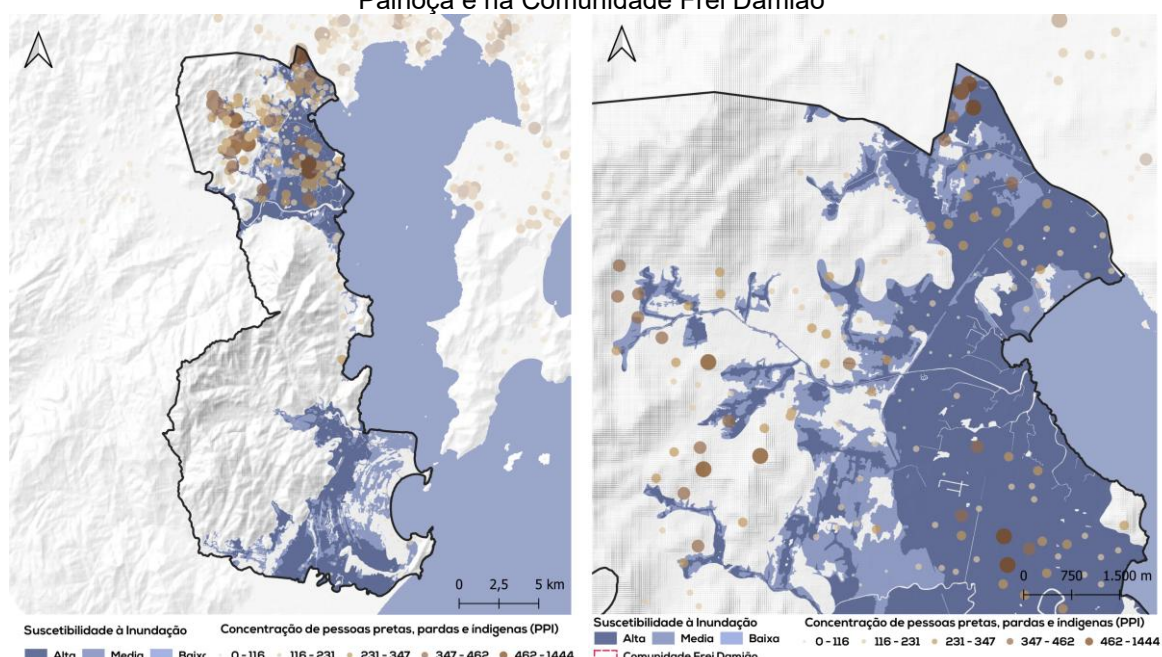 Palhoça e na Comunidade Frei Damião
0 2,5 5 km
0 750 1.500 m
Suscetibilidade à Inundação
Alta Media Baixa
Concentração de pessoas pretas, pardas e indigenas (PPI)
0 - 116 116 - 231 231 - 347 347 - 462 462 - 1444
Suscetibilidade à Inundação
Alta Media Baixa
Comunidade Frei Damião
Concentração de pessoas pretas, pardas e indigenas (PPI)
0 - 116 116 - 231 231 - 347 347 - 462 462 - 1444